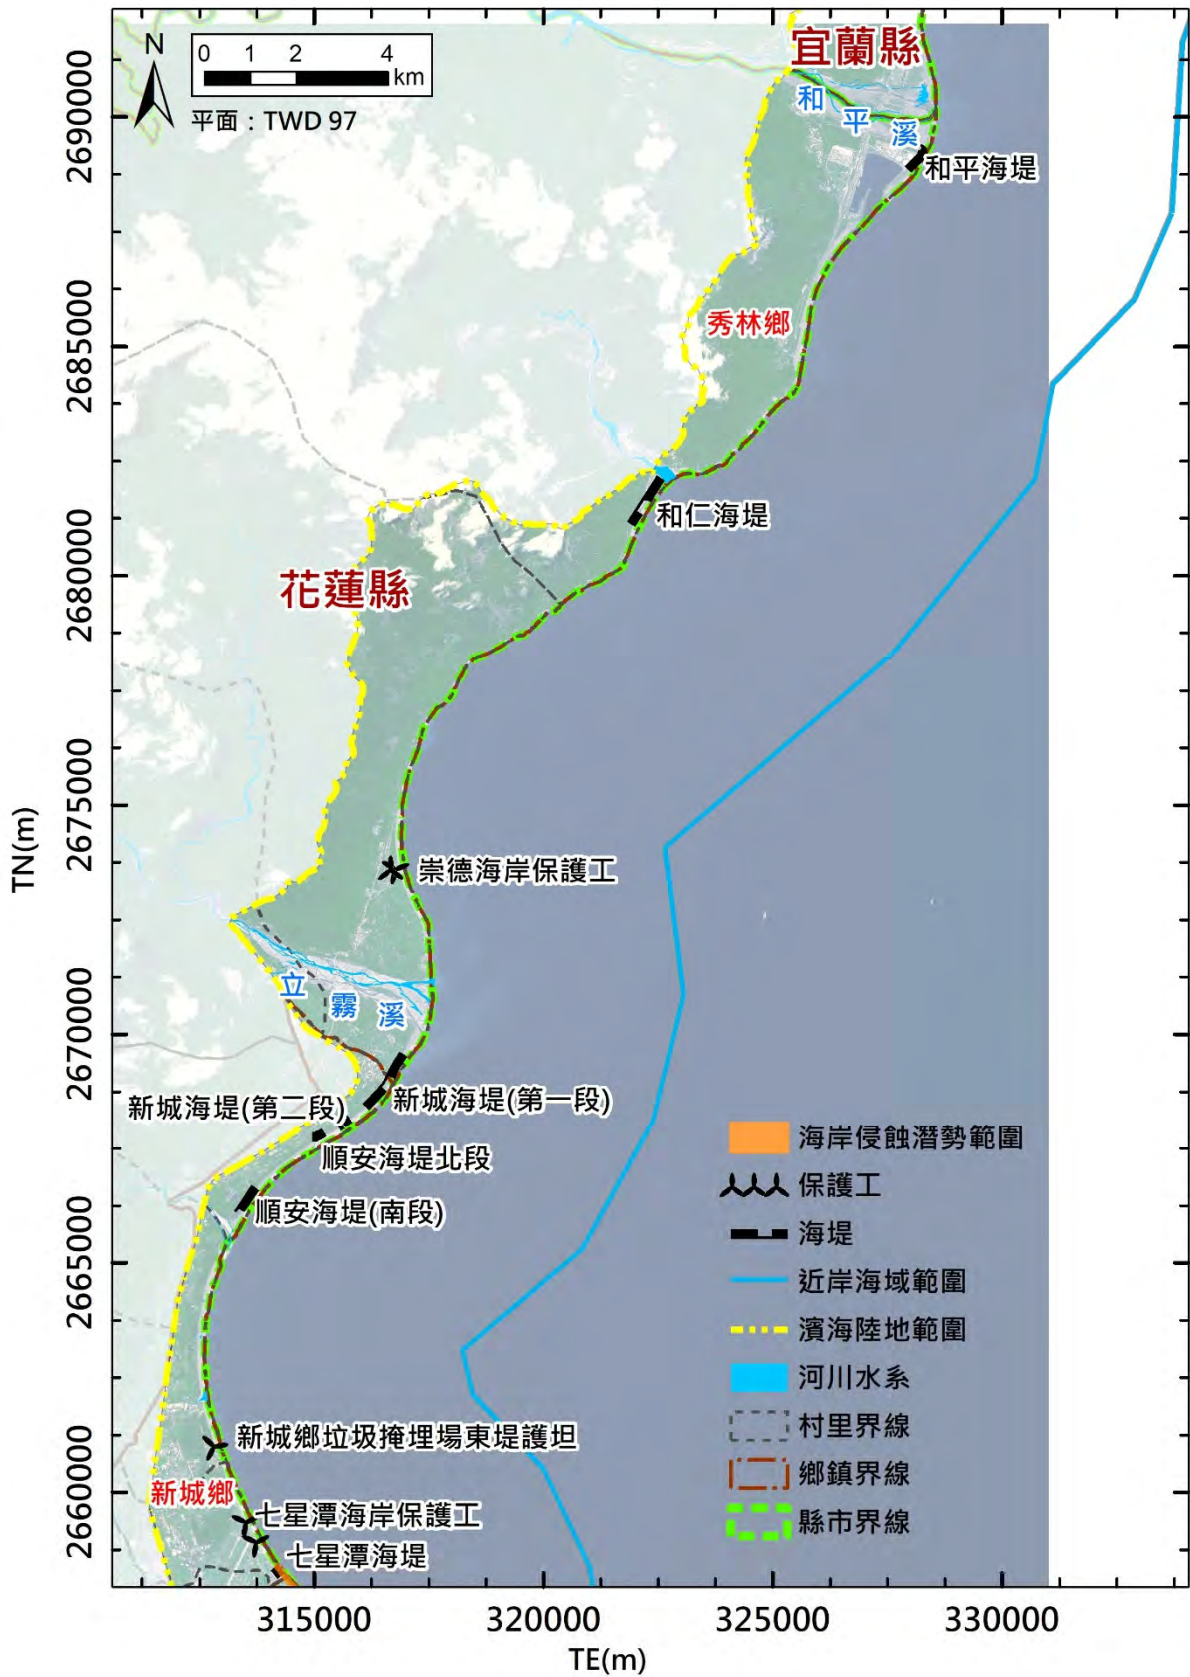 N
0 1 2 4
km
平面：TWD 97
宜蘭縣
和平溪
和平海堤
秀林鄉
和仁海堤
花蓮縣
崇德海岸保護工
立霧溪
新城海堤(第一段)
新城海堤(第二段)
順安海堤北段
順安海堤(南段)
新城鄉垃圾掩埋場東堤護坦
新城鄉
七星潭海岸保護工
七星潭海堤
海岸侵蝕潛勢範圍
保護工
海堤
近岸海域範圍
濱海陸地範圍
河川水系
村里界線
鄉鎮界線
縣市界線
TN(m)
2690000
2685000
2680000
2675000
2670000
2665000
2660000
315000 320000 325000 330000
TE(m)